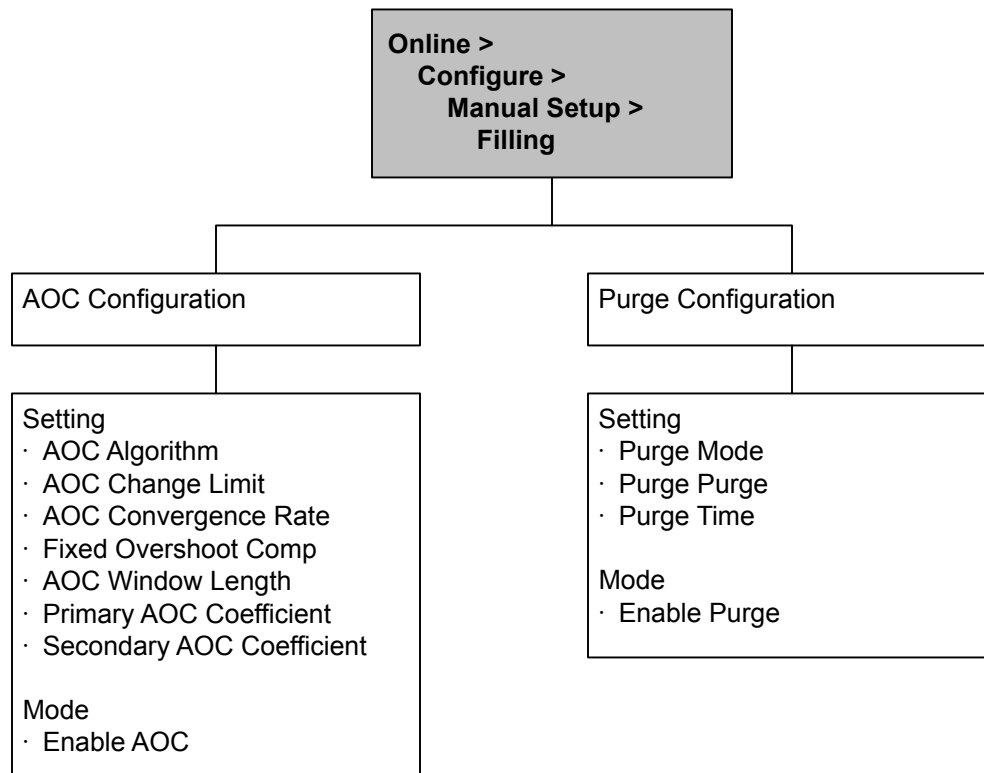 Online >
Configure >
Manual Setup >
Filling
AOC Configuration
Setting
· AOC Algorithm
· AOC Change Limit
· AOC Convergence Rate
· Fixed Overshoot Comp
· AOC Window Length
· Primary AOC Coefficient
· Secondary AOC Coefficient
Mode
· Enable AOC
Purge Configuration
Setting
· Purge Mode
· Purge Purge
· Purge Time
Mode
· Enable Purge